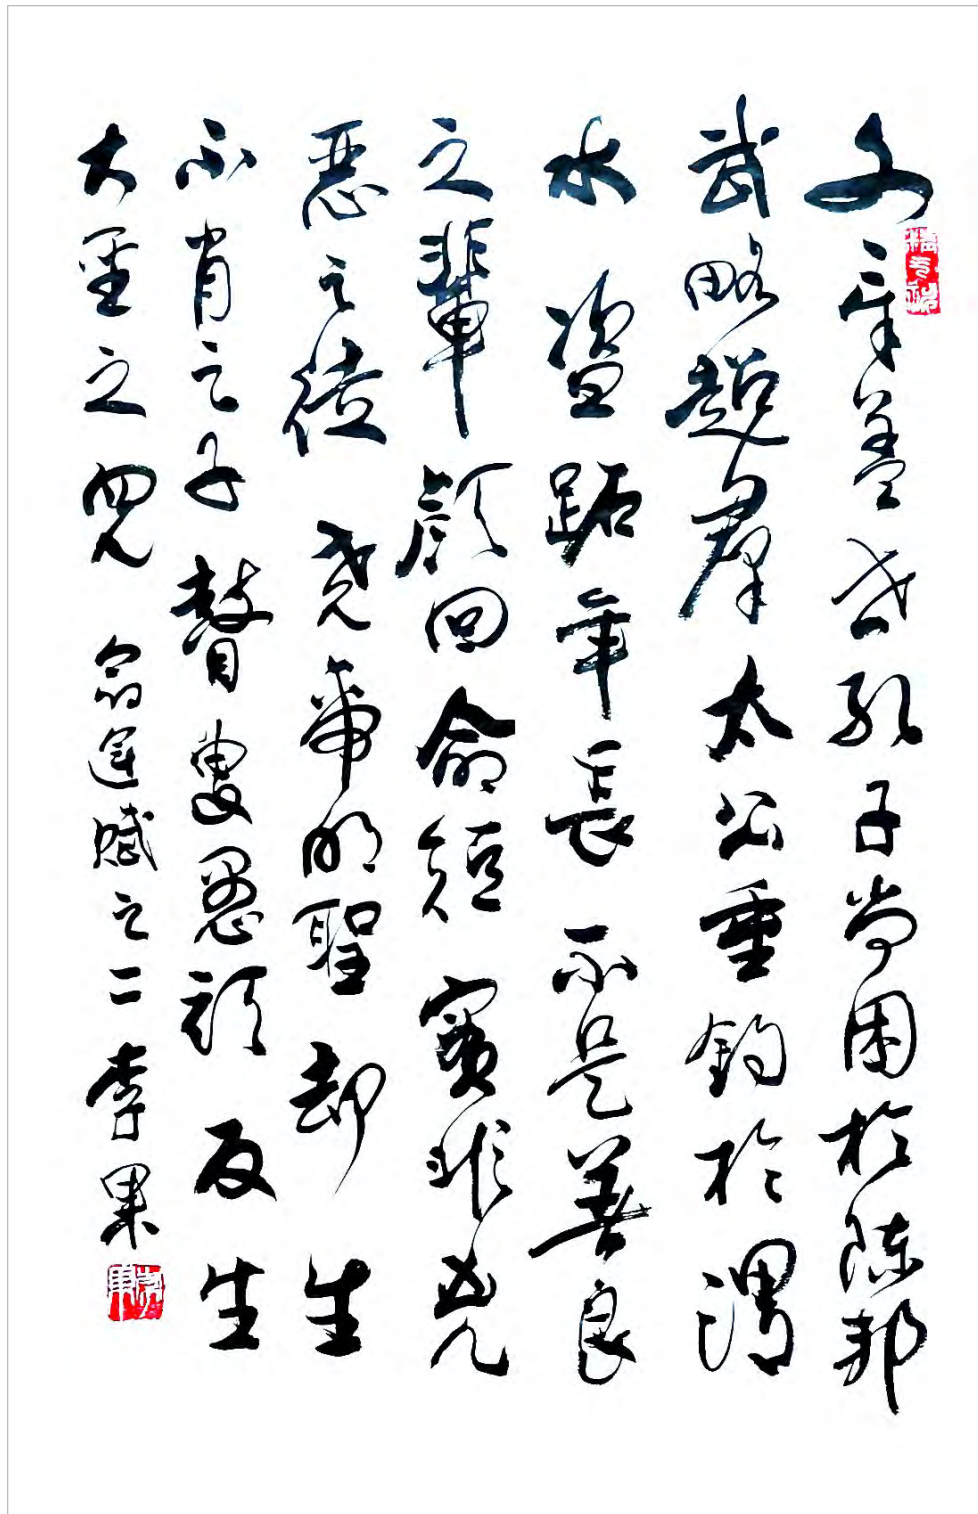 文章蓋世孔子尚困於陳邦
武略超群太公垂釣於渭
水盜跖年長不是善良
之輩顏回命短實非兇
惡之徒堯帝明聖卻生
不肖之子瞽叟愚頑反生
大聖之兒 命運賦之二 李果